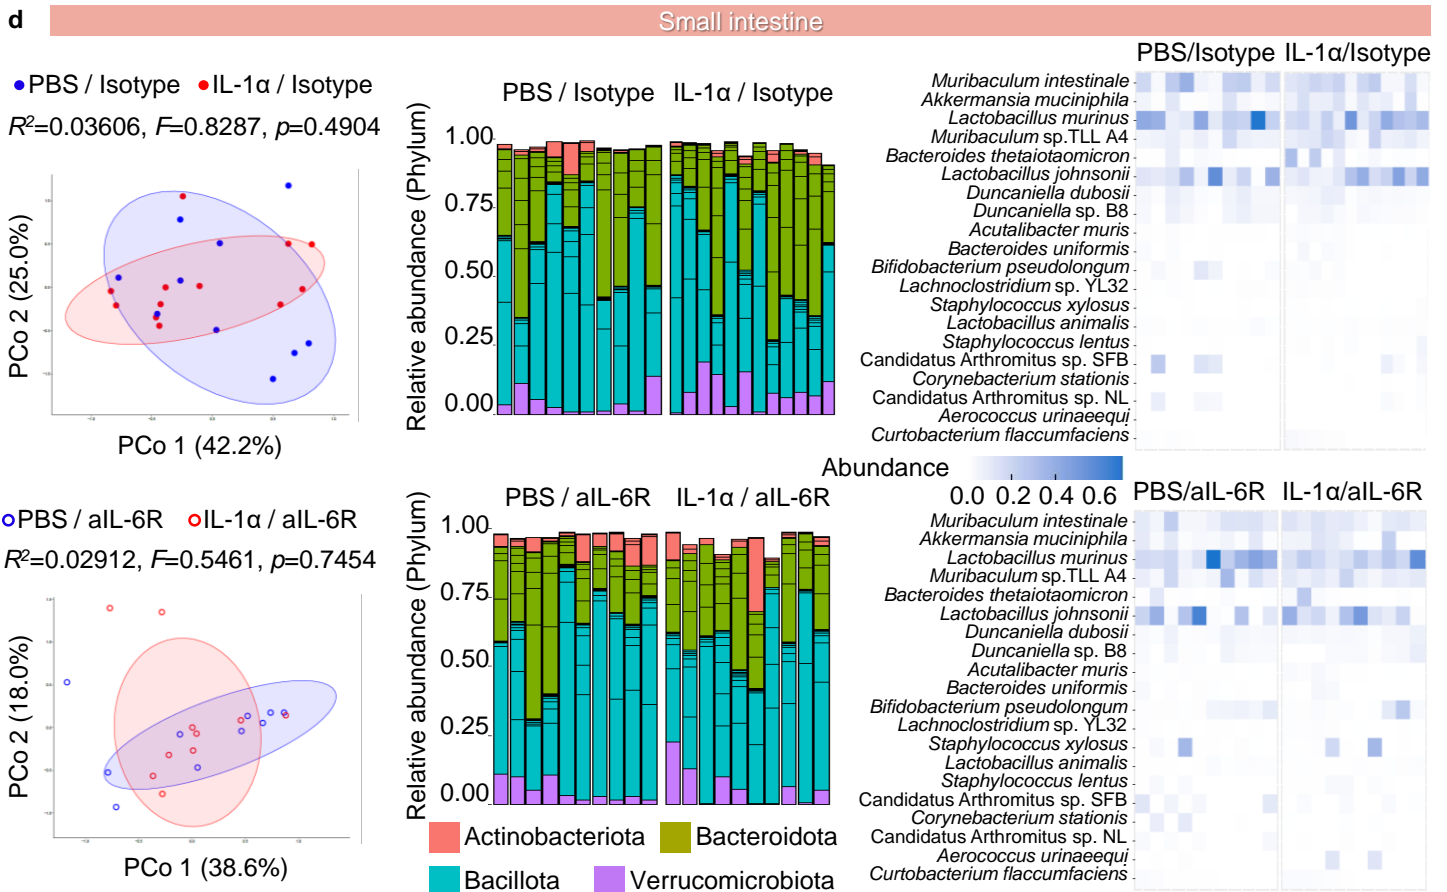 d
Small intestine
PBS / Isotype IL-1α / Isotype
R²=0.03606, F=0.8287, p=0.4904
PCo 2 (25.0%)
PCo 1 (42.2%)
PBS / Isotype IL-1α / Isotype
Relative abundance (Phylum)
1.00
0.75
0.50
0.25
0.00
PBS/Isotype IL-1α/Isotype
Muribaculum intestinale
Akkermansia muciniphila
Lactobacillus murinus
Muribaculum sp.TLL A4
Bacteroides thetaiotaomicron
Lactobacillus johnsonii
Duncaniella dubosii
Duncaniella sp. B8
Acutalibacter muris
Bacteroides uniformis
Bifidobacterium pseudolongum
Lachnoclostridium sp. YL32
Staphylococcus xylosus
Lactobacillus animalis
Staphylococcus lentus
Candidatus Arthromitus sp. SFB
Corynebacterium stationis
Candidatus Arthromitus sp. NL
Aerococcus urinaeequi
Curtobacterium flaccumfaciens
Abundance
0.0 0.2 0.4 0.6
PBS / aIL-6R IL-1α / aIL-6R
R²=0.02912, F=0.5461, p=0.7454
PCo 2 (18.0%)
PCo 1 (38.6%)
PBS / aIL-6R IL-1α / aIL-6R
Relative abundance (Phylum)
1.00
0.75
0.50
0.25
0.00
Actinobacteriota Bacteroidota
Bacillota Verrucomicrobiota
PBS/aIL-6R IL-1α/aIL-6R
Muribaculum intestinale
Akkermansia muciniphila
Lactobacillus murinus
Muribaculum sp.TLL A4
Bacteroides thetaiotaomicron
Lactobacillus johnsonii
Duncaniella dubosii
Duncaniella sp. B8
Acutalibacter muris
Bacteroides uniformis
Bifidobacterium pseudolongum
Lachnoclostridium sp. YL32
Staphylococcus xylosus
Lactobacillus animalis
Staphylococcus lentus
Candidatus Arthromitus sp. SFB
Corynebacterium stationis
Candidatus Arthromitus sp. NL
Aerococcus urinaeequi
Curtobacterium flaccumfaciens